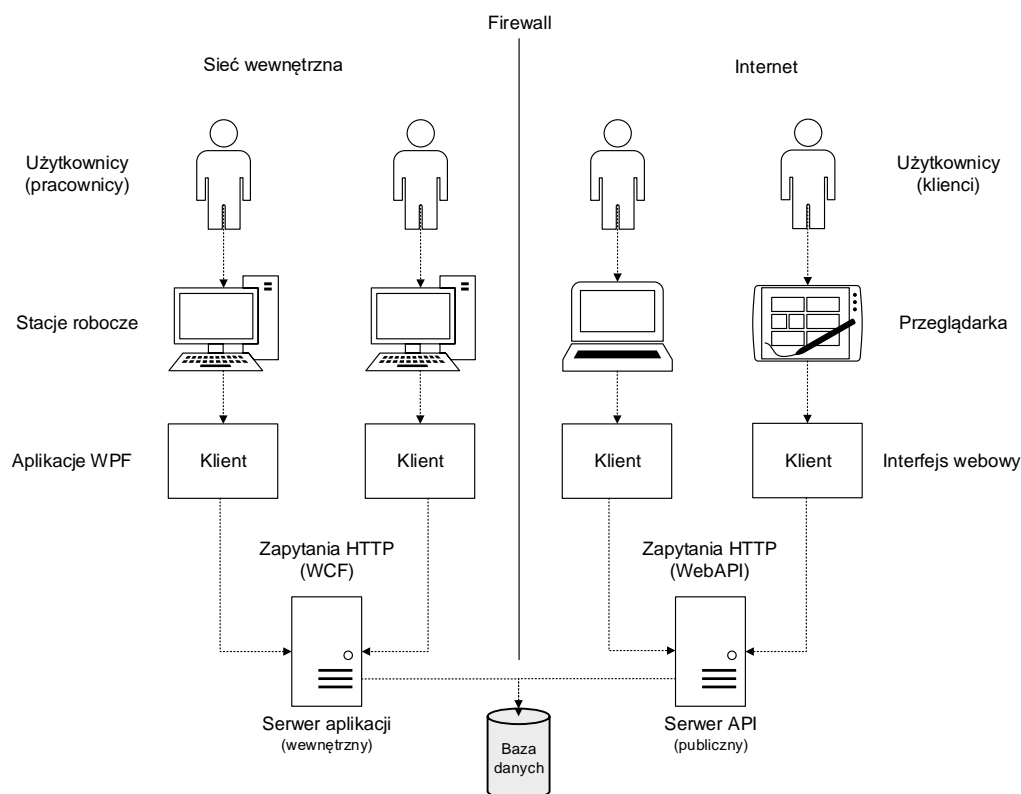 Firewall
Sieć wewnętrzna
Internet
Użytkownicy
(pracownicy)
Użytkownicy
(klienci)
Stacje robocze
Przeglądarka
Aplikacje WPF
Klient
Klient
Klient
Klient
Interfejs webowy
Zapytania HTTP
(WCF)
Zapytania HTTP
(WebAPI)
Serwer aplikacji
(wewnętrzny)
Baza
danych
Serwer API
(publiczny)